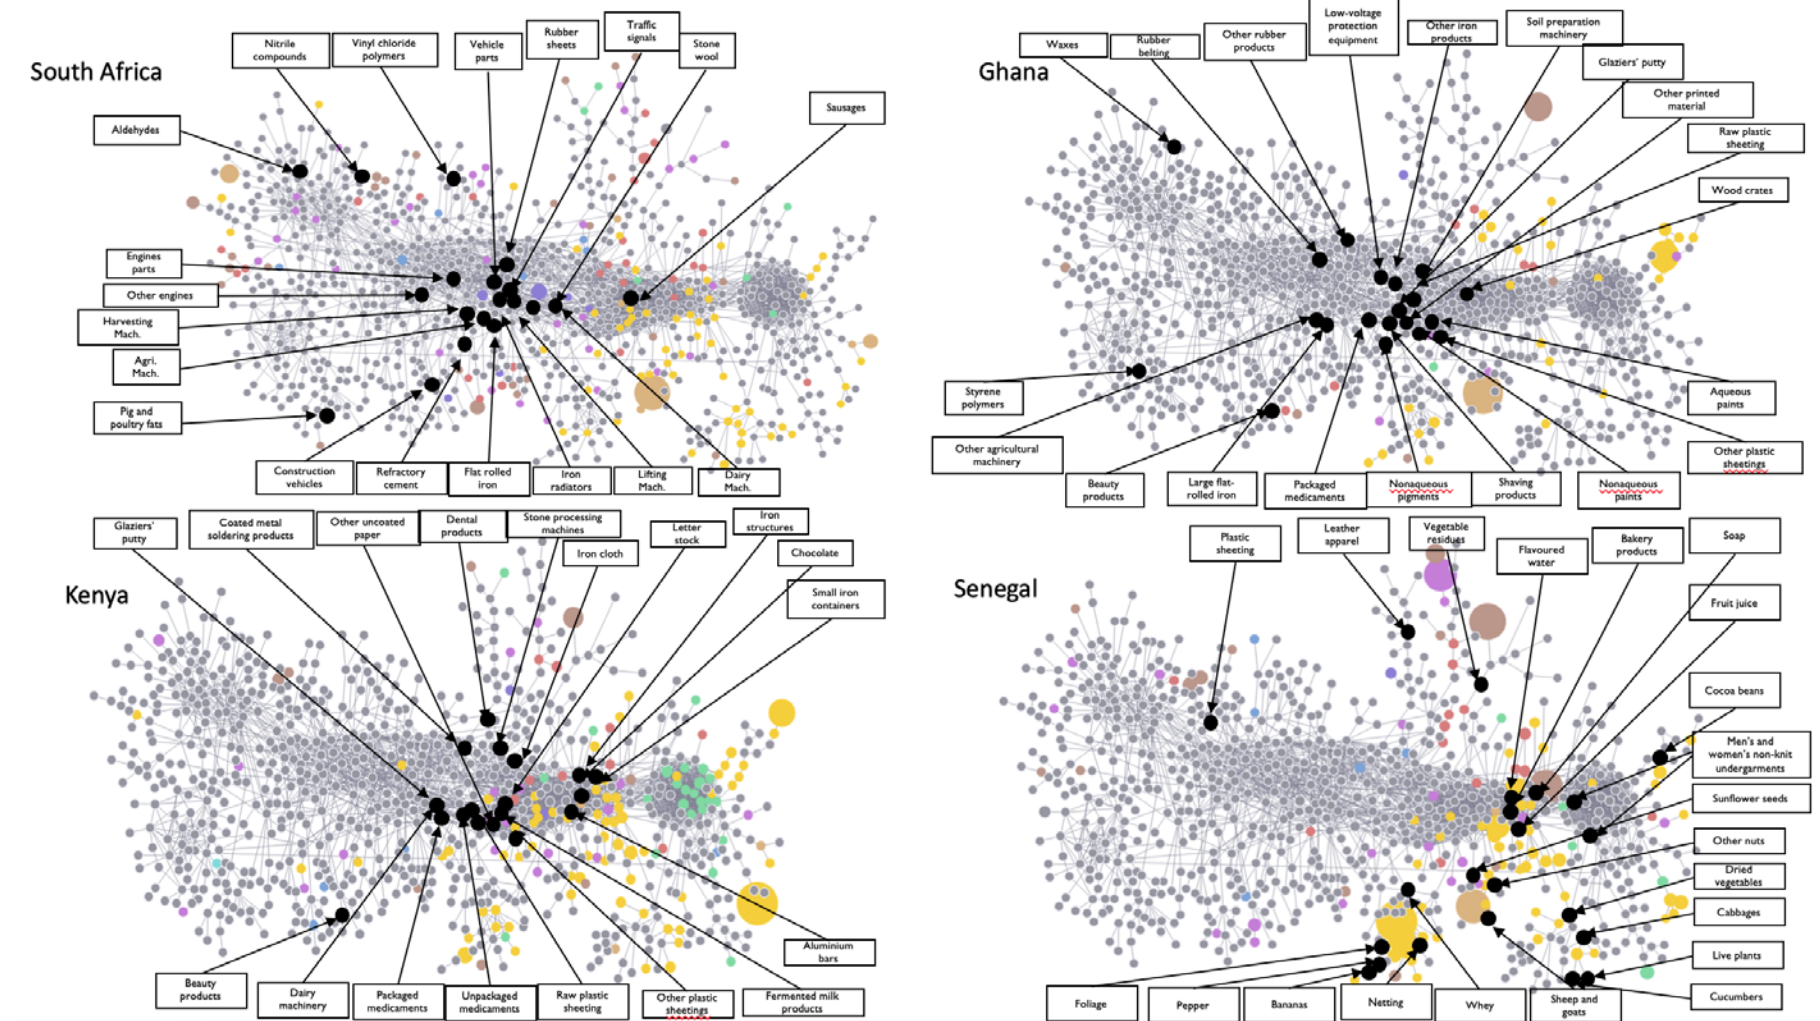 South Africa
Nitrile
compounds
Vinyl chloride
polymers
Vehicle
parts
Rubber
sheets
Traffic
signals
Stone
wool
Sausages
Aldehydes
Engines
parts
Other engines
Harvesting
Mach.
Agri.
Mach.
Pig and
poultry fats
Construction
vehicles
Refractory
cement
Flat rolled
iron
Iron
radiators
Lifting
Mach.
Dairy
Mach.
Ghana
Waxes
Rubber
belting
Other rubber
products
Low-voltage
protection
equipment
Other iron
products
Soil preparation
machinery
Glaziers' putty
Other printed
material
Raw plastic
sheeting
Wood crates
Styrene
polymers
Other agricultural
machinery
Beauty
products
Large flat-
rolled iron
Packaged
medicaments
Nonaqueous
pigments
Shaving
products
Nonaqueous
paints
Aqueous
paints
Other plastic
sheetings
Kenya
Glaziers'
putty
Coated metal
soldering products
Other uncoated
paper
Dental
products
Stone processing
machines
Iron cloth
Letter
stock
Iron
structures
Chocolate
Small iron
containers
Beauty
products
Dairy
machinery
Packaged
medicaments
Unpackaged
medicaments
Raw plastic
sheeting
Other plastic
sheetings
Fermented milk
products
Aluminium
bars
Senegal
Plastic
sheeting
Leather
apparel
Vegetable
residues
Flavoured
water
Bakery
products
Soap
Fruit juice
Cocoa beans
Men's and
women's non-knit
undergarments
Sunflower seeds
Other nuts
Dried
vegetables
Cabbages
Live plants
Cucumbers
Foliage
Pepper
Bananas
Netting
Whey
Sheep and
goats